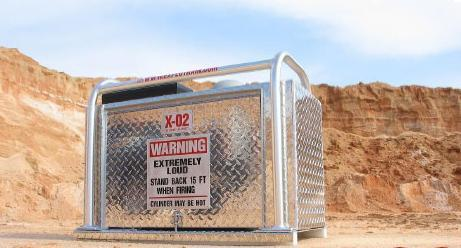 X-02
WARNING
EXTREMELY
LOUD
STAND BACK 15 FT
WHEN FIRING
CYLINDER MAY BE HOT